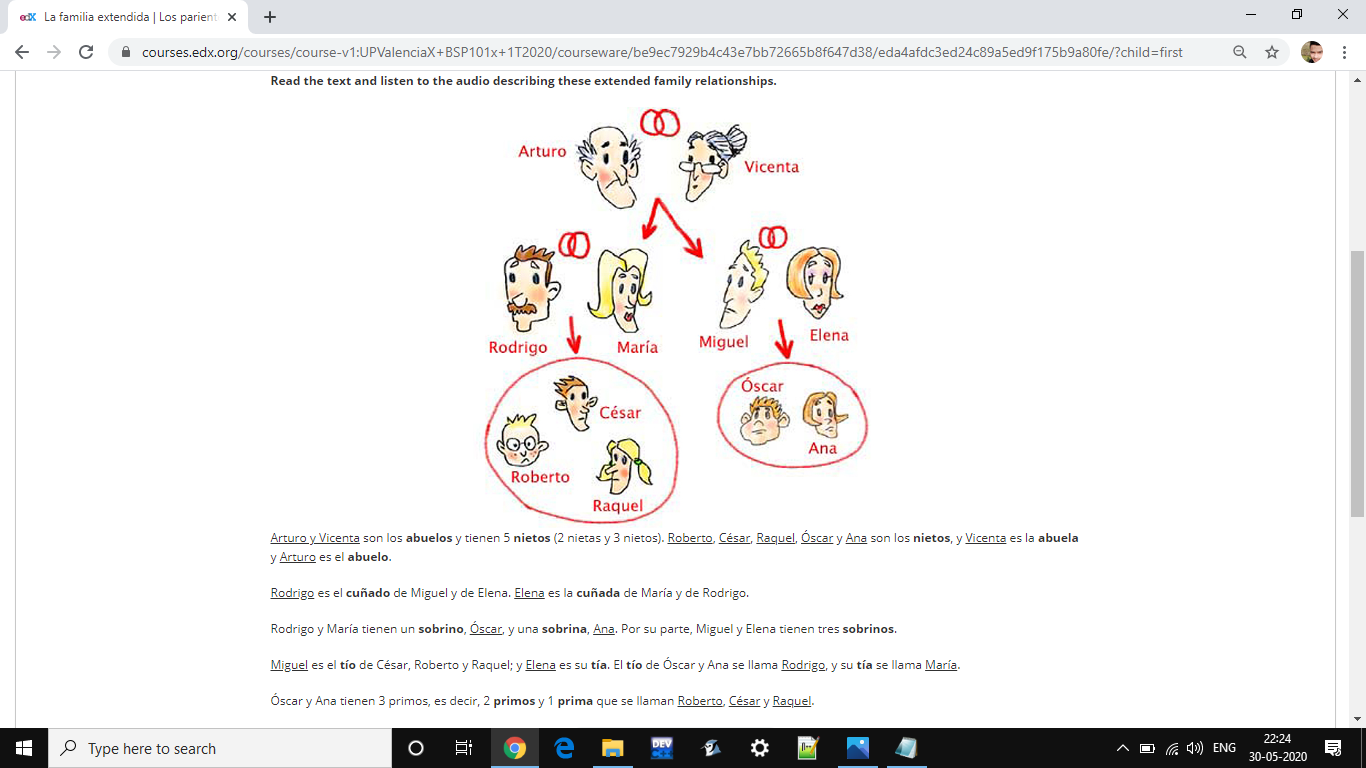 edX La familia extendida | Los parient
courses.edx.org/courses/course-v1:UPValenciaX+BSP101x+1T2020/courseware/be9ec7929b4c43e7bb72665b8f647d38/eda4afdc3ed24c89a5ed9f175b9a80fe/?child=first
Read the text and listen to the audio describing these extended family relationships.
Arturo
Vicenta
Rodrigo
María
Miguel
Elena
César
Roberto
Raquel
Óscar
Ana
Arturo y Vicenta son los abuelos y tienen 5 nietos (2 nietas y 3 nietos). Roberto, César, Raquel, Óscar y Ana son los nietos, y Vicenta es la abuela
y Arturo es el abuelo.
Rodrigo es el cuñado de Miguel y de Elena. Elena es la cuñada de María y de Rodrigo.
Rodrigo y María tienen un sobrino, Óscar, y una sobrina, Ana. Por su parte, Miguel y Elena tienen tres sobrinos.
Miguel es el tío de César, Roberto y Raquel; y Elena es su tía. El tío de Óscar y Ana se llama Rodrigo, y su tía se llama María.
Óscar y Ana tienen 3 primos, es decir, 2 primos y 1 prima que se llaman Roberto, César y Raquel.
Type here to search
DEV
ENG
22:24
30-05-2020